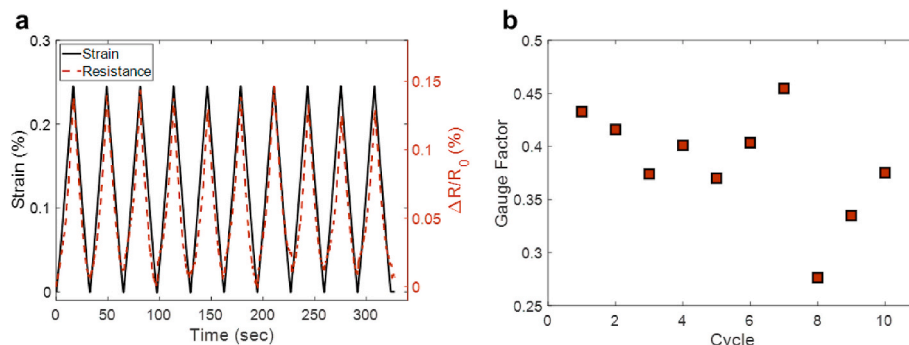 a
0.3
0.2
0.1
0
Strain (%)
Strain
Resistance
0.15
0.1
0.05
0
ΔR/R0 (%)
0 50 100 150 200 250 300
Time (sec)
b
0.5
0.45
0.4
0.35
0.3
0.25
Gauge Factor
0 2 4 6 8 10
Cycle